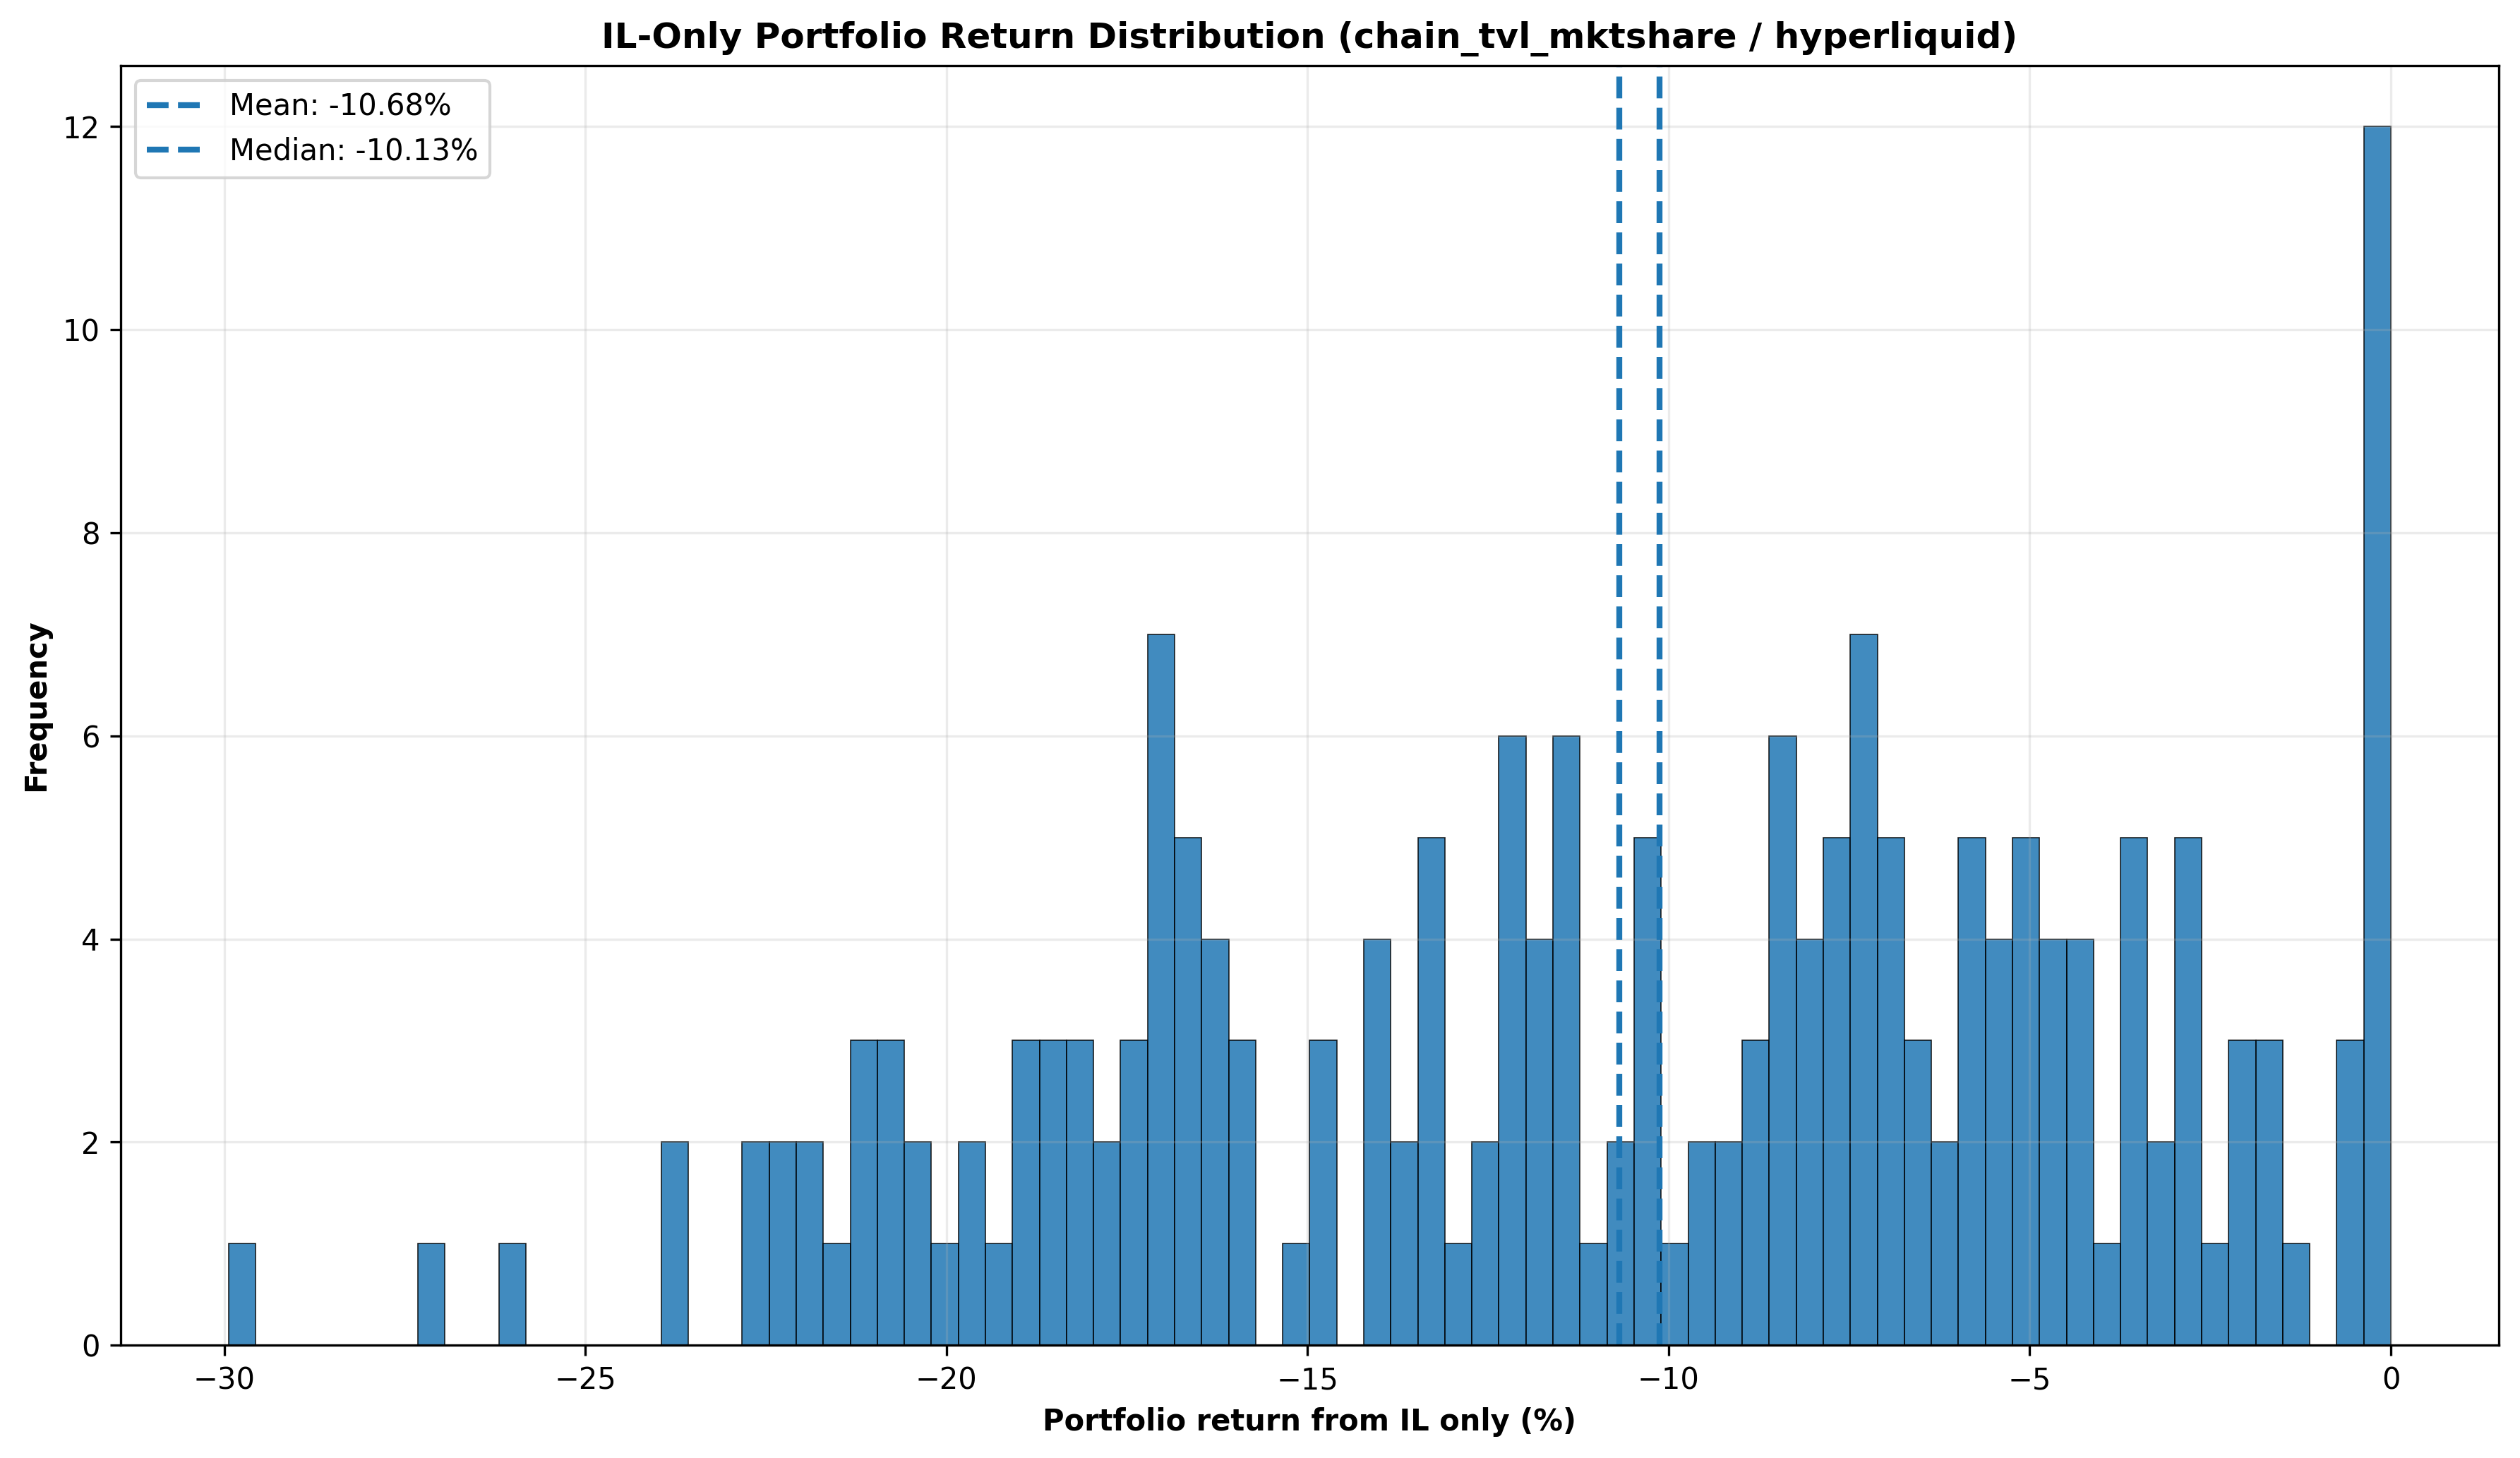 IL-Only Portfolio Return Distribution (chain_tvl_mktshare / hyperliquid)
Mean: -10.68%
Median: -10.13%
12
10
8
6
4
2
0
Frequency
−30
−25
−20
−15
−10
−5
0
Portfolio return from IL only (%)